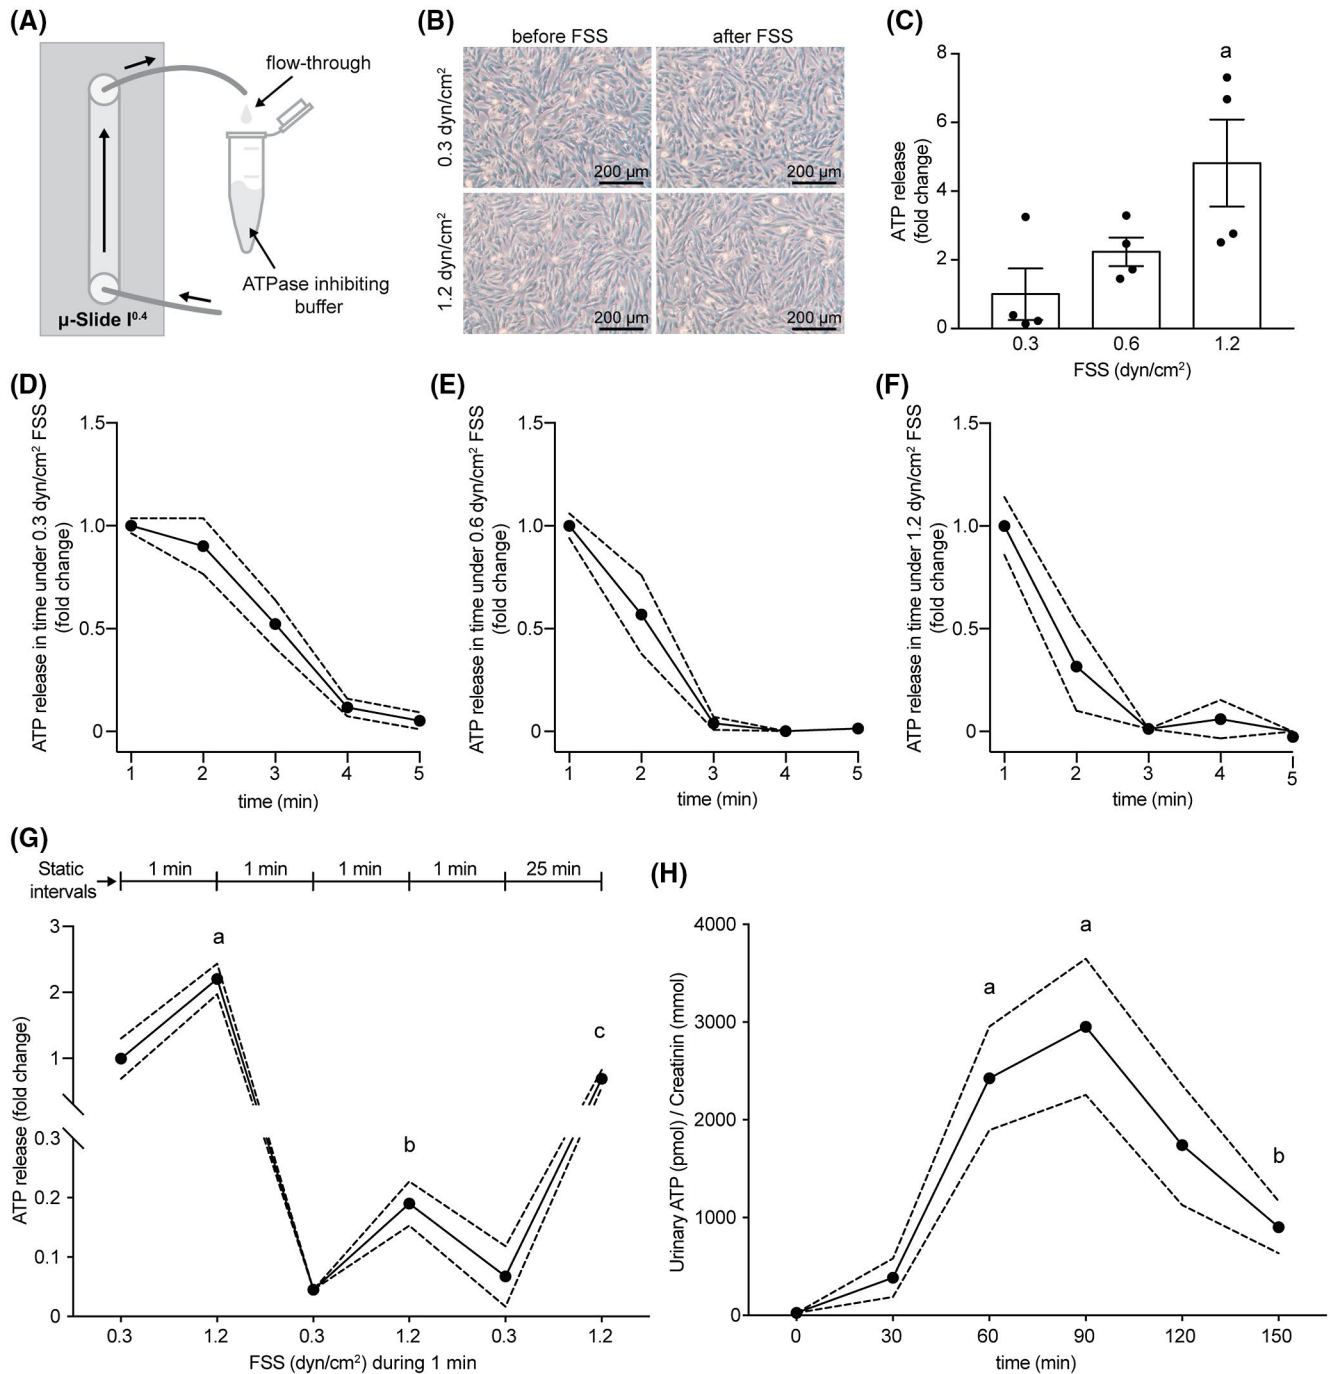 (A)
flow-through
ATPase inhibiting
buffer
µ-Slide I0.4
(B)
before FSS
after FSS
0.3 dyn/cm2
200 µm
200 µm
1.2 dyn/cm2
200 µm
200 µm
(C)
ATP release
(fold change)
8
6
4
2
0
a
0.3
0.6
1.2
FSS (dyn/cm2)
(D)
ATP release in time under 0.3 dyn/cm2 FSS
(fold change)
1.5
1.0
0.5
0
1 2 3 4 5
time (min)
(E)
ATP release in time under 0.6 dyn/cm2 FSS
(fold change)
1.5
1.0
0.5
0
1 2 3 4 5
time (min)
(F)
ATP release in time under 1.2 dyn/cm2 FSS
(fold change)
1.5
1.0
0.5
0
1 2 3 4 5
time (min)
(G)
Static
intervals
1 min 1 min 1 min 1 min 25 min
ATP release (fold change)
3
2
1
0.3
0.2
0.1
0
a
b
c
0.3 1.2 0.3 1.2 0.3 1.2
FSS (dyn/cm2) during 1 min
(H)
Urinary ATP (pmol) / Creatinin (mmol)
4000
3000
2000
1000
0
a
a
b
0 30 60 90 120 150
time (min)